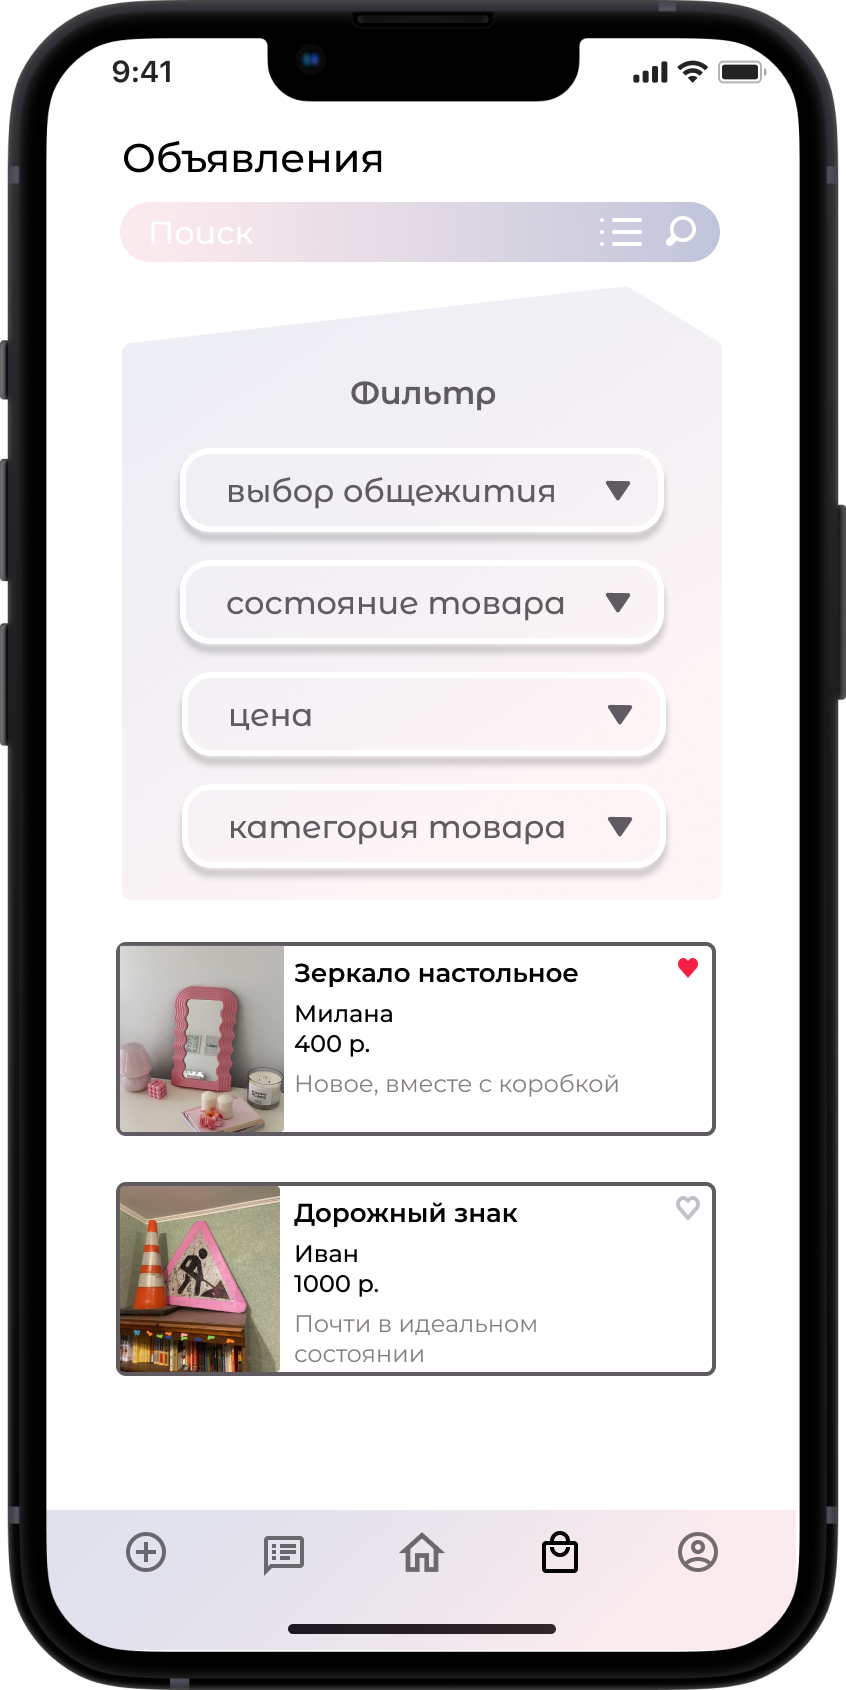 9:41
Объявления
Поиск
Фильтр
выбор общежития
состояние товара
цена
категория товара
Зеркало настольное
Милана
400 р.
Новое, вместе с коробкой
Дорожный знак
Иван
1000 р.
Почти в идеальном
состоянии